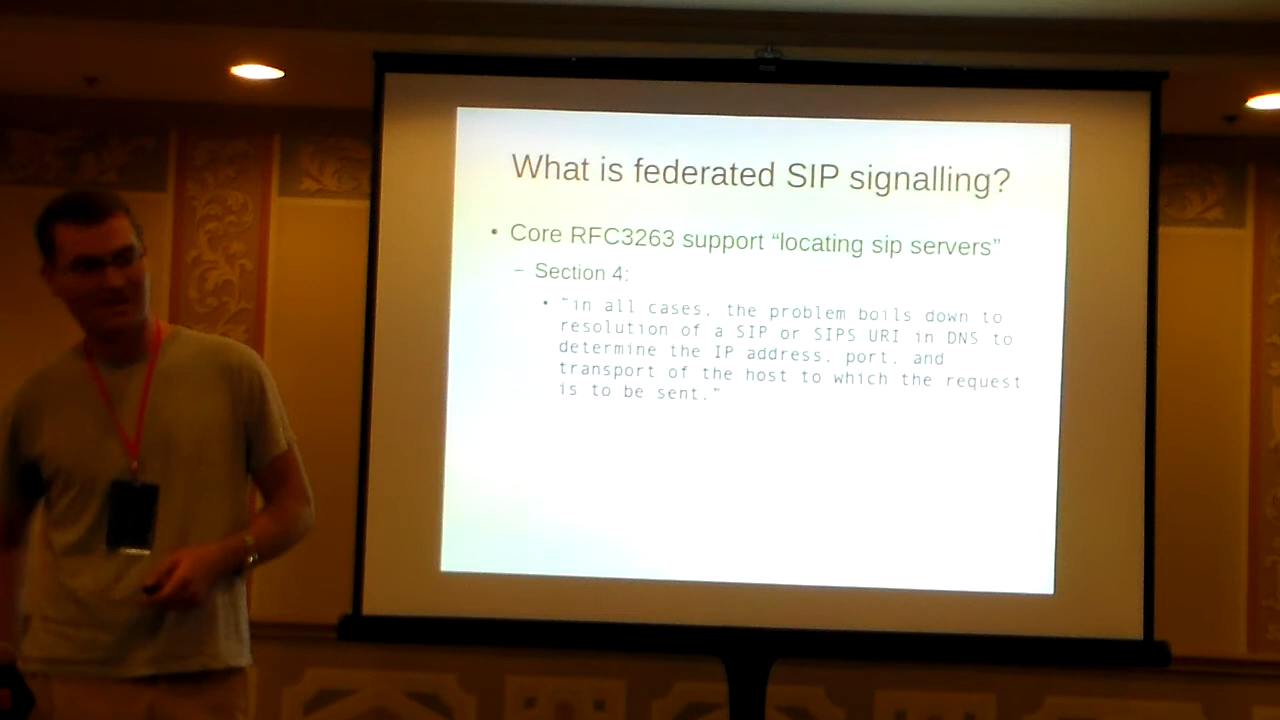 What is federated SIP signalling?
• Core RFC3263 support “locating sip servers”
– Section 4:
• "in all cases, the problem boils down to
resolution of a SIP or SIPS URI in DNS to
determine the IP address, port, and
transport of the host to which the request
is to be sent."